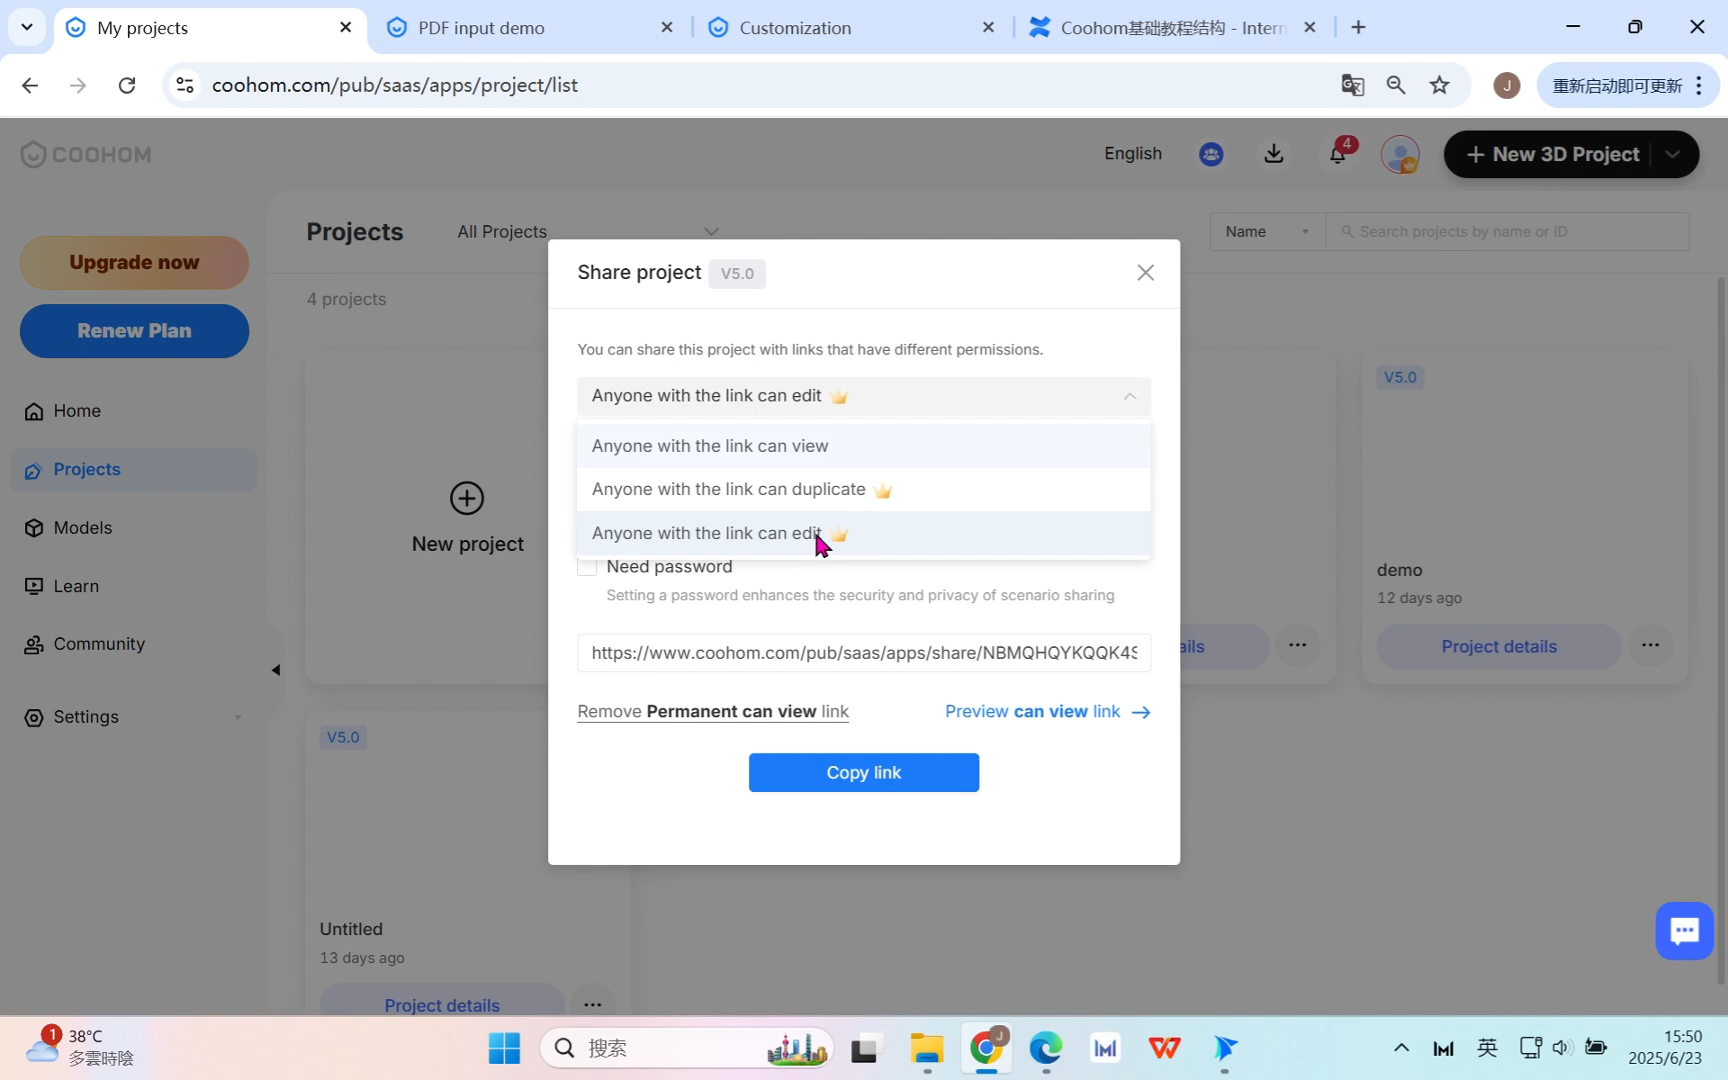 My projects
PDF input demo
Customization
Coohom基础教程结构 - Intern
coohom.com/pub/saas/apps/project/list
J
重新启动即可更新
COOHOM
English
4
+ New 3D Project
Upgrade now
Renew Plan
Home
Projects
Models
Learn
Community
Settings
Projects
All Projects
Name
Search projects by name or ID
4 projects
New project
V5.0
demo
12 days ago
ails
Project details
V5.0
Untitled
13 days ago
Project details
Share project V5.0
You can share this project with links that have different permissions.
Anyone with the link can edit
Anyone with the link can view
Anyone with the link can duplicate
Anyone with the link can edit
Need password
Setting a password enhances the security and privacy of scenario sharing
https://www.coohom.com/pub/saas/apps/share/NBMQHQYKQQK4S
Remove Permanent can view link
Preview can view link
Copy link
1
38°C
多雲時陰
搜索
J
英
15:50
2025/6/23